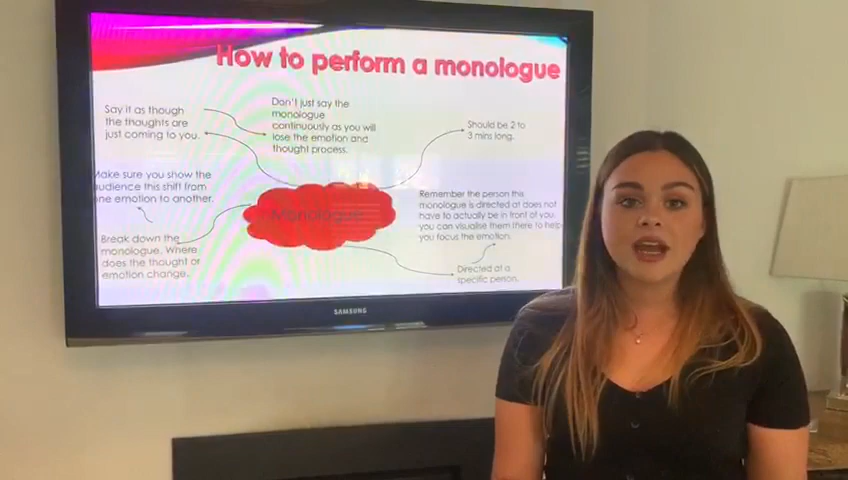 How to perform a monologue
Say it as though
the thoughts are
just coming to you.
Don't just say the
monologue
continuously as you will
lose the emotion and
thought process.
Should be 2 to
3 mins long.
Make sure you show the
audience this shift from
one emotion to another.
Monologue
Remember the person this
monologue is directed at does not
have to actually be in front of you
you can visualise them there to help
you focus the emotion.
Break down the
monologue. Where
does the thought or
emotion change.
Directed at a
specific person.
SAMSUNG